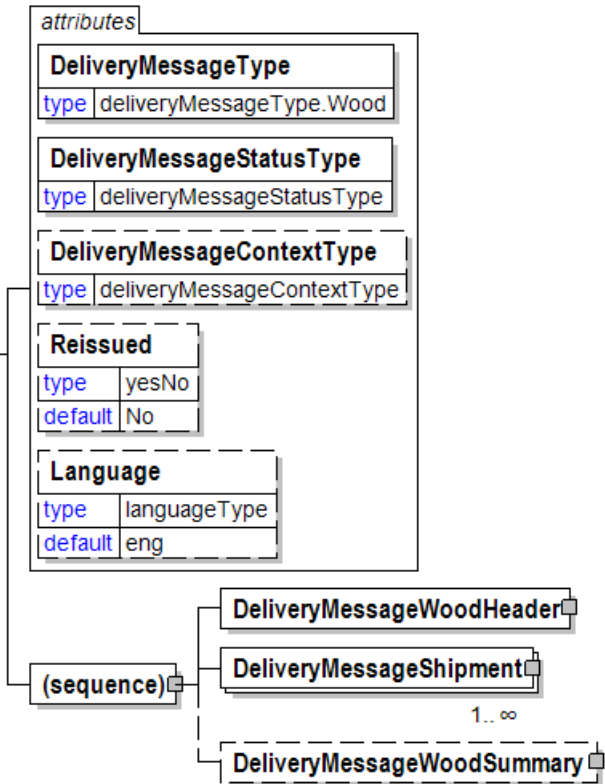 attributes
DeliveryMessageType
type deliveryMessageType.Wood
DeliveryMessageStatusType
type deliveryMessageStatusType
DeliveryMessageContextType
type deliveryMessageContextType
Reissued
type yesNo
default No
Language
type languageType
default eng
DeliveryMessageWoodHeader
(sequence)
DeliveryMessageShipment
1.. ∞
DeliveryMessageWoodSummary